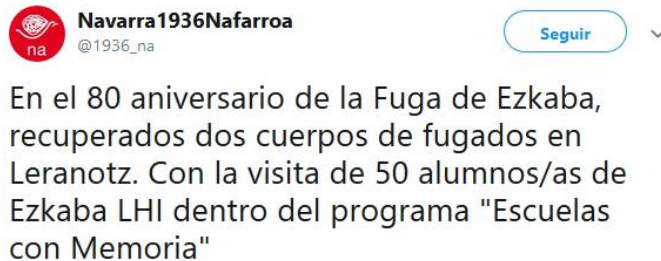 Navarra1936Nafarroa
@1936_na
Seguir
na
En el 80 aniversario de la Fuga de Ezkaba,
recuperados dos cuerpos de fugados en
Leranotz. Con la visita de 50 alumnos/as de
Ezkaba LHI dentro del programa "Escuelas
con Memoria"